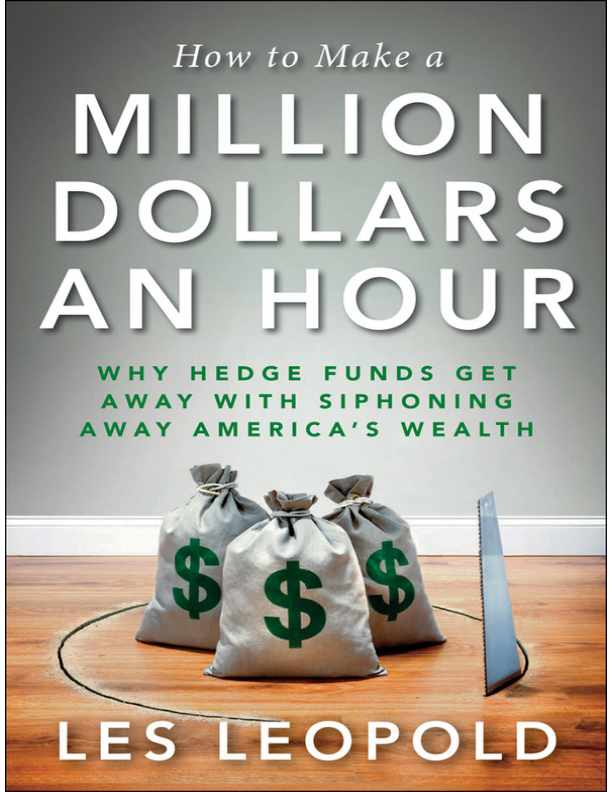 How to Make a
MILLION
DOLLARS
AN HOUR
WHY HEDGE FUNDS GET
AWAY WITH SIPHONING
AWAY AMERICA'S WEALTH
$ $ $
LES LEOPOLD